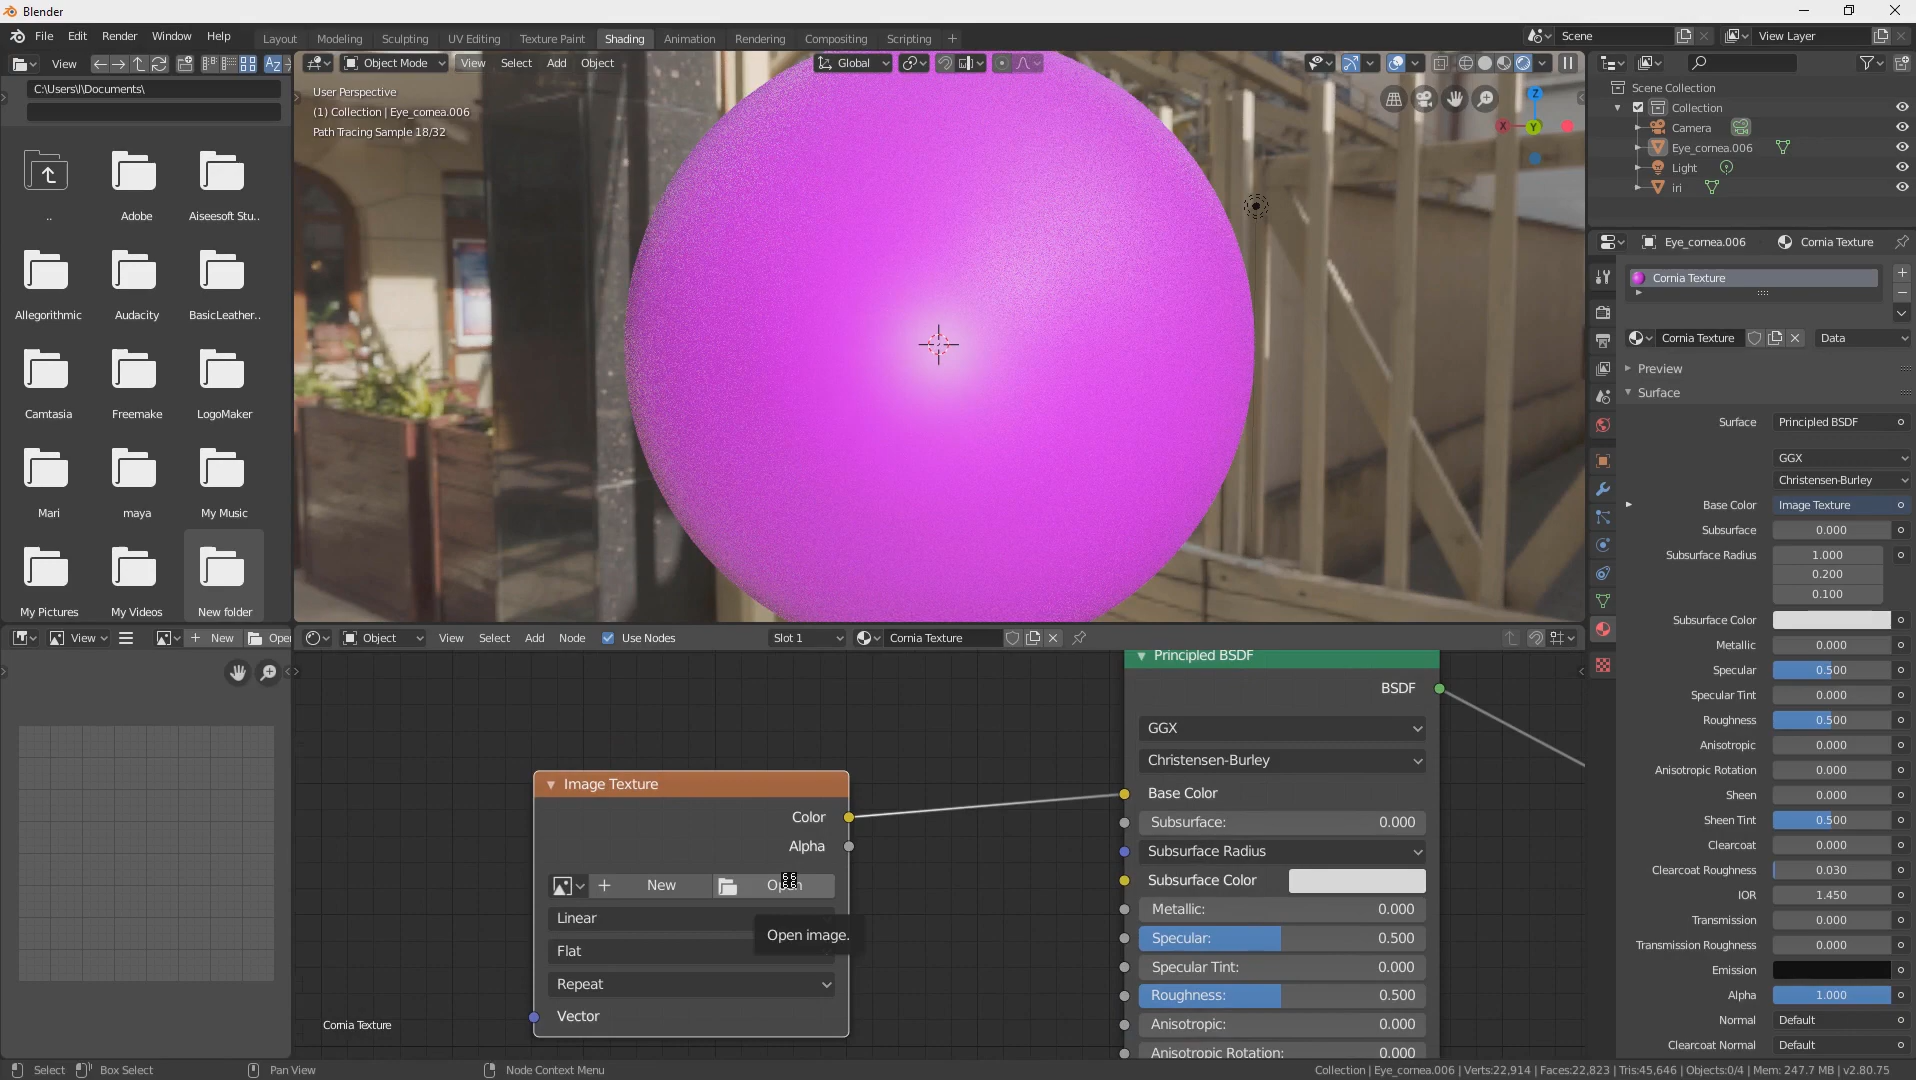 Blender
File Edit Render Window Help
Layout Modeling Sculpting UV Editing Texture Paint Shading Animation Rendering Compositing Scripting +
Scene
View Layer
View
Object Mode View Select Add Object
Global
C:\Users\I\Documents\
User Perspective
(1) Collection | Eye_cornea.006
Path Tracing Sample 18/32
Z
X
Y
..
Adobe
Aiseesoft Stu..
Allegorithmic
Audacity
BasicLeather..
Camtasia
Freemake
LogoMaker
Mari
maya
My Music
My Pictures
My Videos
New folder
Scene Collection
Collection
Camera
Eye_cornea.006
Light
iri
Eye_cornea.006
Cornia Texture
Cornia Texture
Cornia Texture
Data
Preview
Surface
Surface Principled BSDF
GGX
Christensen-Burley
Base Color Image Texture
Subsurface 0.000
Subsurface Radius 1.000
0.200
0.100
Subsurface Color
Metallic 0.000
Specular 0.500
Specular Tint 0.000
Roughness 0.500
Anisotropic 0.000
Anisotropic Rotation 0.000
Sheen 0.000
Sheen Tint 0.500
Clearcoat 0.000
Clearcoat Roughness 0.030
IOR 1.450
Transmission 0.000
Transmission Roughness 0.000
Emission
Alpha 1.000
Normal Default
Clearcoat Normal Default
View
New
Open
Object View Select Add Node Use Nodes
Slot 1
Cornia Texture
Image Texture
Color
Alpha
New
Open
Linear
Open image.
Flat
Repeat
Vector
Principled BSDF
BSDF
GGX
Christensen-Burley
Base Color
Subsurface: 0.000
Subsurface Radius
Subsurface Color
Metallic: 0.000
Specular: 0.500
Specular Tint: 0.000
Roughness: 0.500
Anisotropic: 0.000
Anisotropic Rotation: 0.000
Cornia Texture
Select Box Select Pan View Node Context Menu
Collection | Eye_cornea.006 | Verts:22,914 | Faces:22,823 | Tris:45,646 | Objects:0/4 | Mem: 247.7 MB | v2.80.75